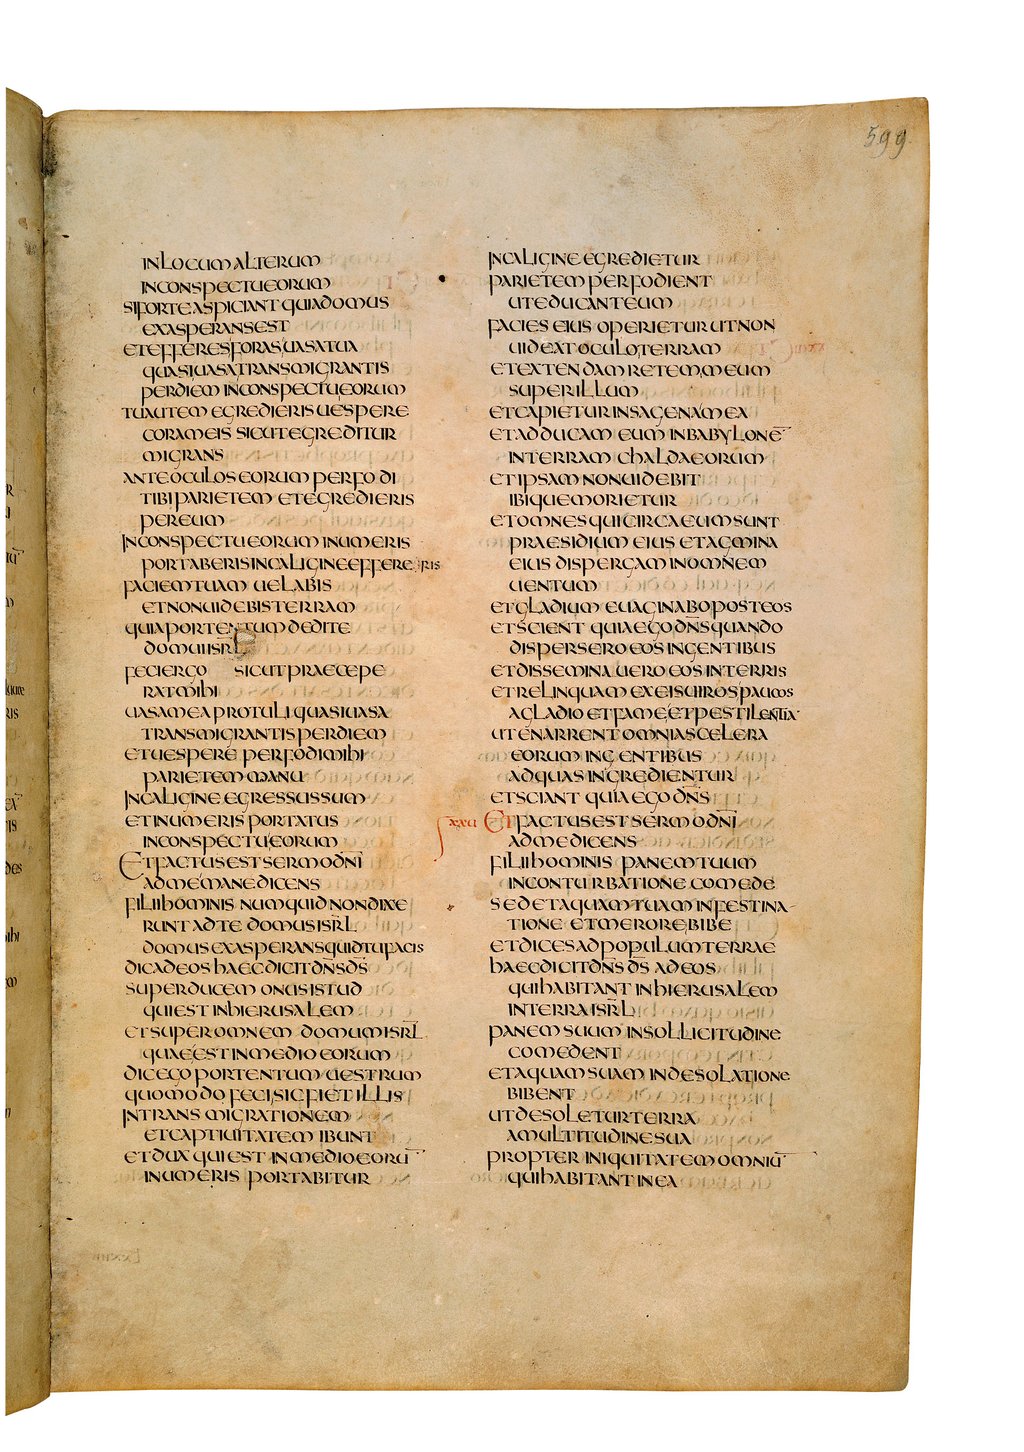 599
IN LOCUM ALTERUM
IN CONSPECTU EORUM
SI FORTE ASPICIANT QUIA DOMUS
EXASPERANS EST
ET EFFERES FORAS UASA TUA
QUASI UASA TRANSMIGRANTIS
PER DIEM IN CONSPECTU EORUM
TU AUTEM EGREDIERIS UESPERE
CORAM EIS SICUT EGREDITUR
MIGRANS
ANTE OCULOS EORUM PERFODI
TIBI PARIETEM ET EGREDIERIS
PER EUM
IN CONSPECTU EORUM IN UMERIS
PORTABERIS IN CALIGINE EFFERERIS
FACIEM TUAM UELABIS
ET NON UIDEBIS TERRAM
QUIA PORTENTUM DEDI TE
DOMUI ISRL
FECI ERGO SICUT PRAECEPE
RAT MIHI
UASA MEA PROTULI QUASI UASA
TRANSMIGRANTIS PER DIEM
ET UESPERE PERFODI MIHI
PARIETEM MANU
IN CALIGINE EGRESSUS SUM
ET IN UMERIS PORTATUS
IN CONSPECTU EORUM
ET FACTUS EST SERMO DNI
AD ME MANE DICENS
FILII HOMINIS NUMQUID NON DIXE
RUNT AD TE DOMUS ISRL
DOMUS EXASPERANS QUID TU FACIS
DIC AD EOS HAEC DICIT DNS DS
SUPER DUCEM ONUS ISTUD
QUI EST IN HIERUSALEM
ET SUPER OMNEM DOMUM ISRL
QUAE EST IN MEDIO EORUM
DIC EGO PORTENTUM UESTRUM
QUOMODO FECI SIC FIET ILLIS
IN TRANSMIGRATIONEM
ET CAPTIUITATEM IBUNT
ET DUX QUI EST IN MEDIO EORU
IN UMERIS PORTABITUR
IN CALIGINE EGREDIETUR
PARIETEM PERFODIENT
UT EDUCANT EUM
FACIES EIUS OPERIETUR UT NON
UIDEAT OCULO TERRAM
ET EXTENDAM RETEM MEUM
SUPER ILLUM
ET CAPIETUR IN SAGENA MEA
ET ADDUCAM EUM IN BABYLONE
IN TERRAM CHALDAEORUM
ET IPSAM NON UIDEBIT
IBIQUE MORIETUR
ET OMNES QUI CIRCA EUM SUNT
PRAESIDIUM EIUS ET AGMINA
EIUS DISPERGAM IN OMNEM
UENTUM
ET GLADIUM EUAGINABO POST EOS
ET SCIENT QUIA EGO DNS QUANDO
DISPERSERO EOS IN GENTIBUS
ET DISSEMINAUERO EOS IN TERRIS
ET RELINQUAM EX EIS UIROS PAUCOS
A GLADIO ET FAME ET PESTILENTIA
UT ENARRENT OMNIA SCELERA
EORUM IN GENTIBUS
AD QUAS INGREDIENTUR
ET SCIANT QUIA EGO DNS
XXU ET FACTUS EST SERMO DNI
AD ME DICENS
FILII HOMINIS PANEM TUUM
IN CONTURBATIONE COMEDE
SED ET AQUAM TUAM IN FESTINA
TIONE ET MERORE BIBE
ET DICES AD POPULUM TERRAE
HAEC DICIT DNS DS AD EOS
QUI HABITANT IN HIERUSALEM
IN TERRA ISRL
PANEM SUUM IN SOLLICITUDINE
COMEDENT
ET AQUAM SUAM IN DESOLATIONE
BIBENT
UT DESOLETUR TERRA
A MULTITUDINE SUA
PROPTER INIQUITATEM OMNIU
QUI HABITANT IN EA